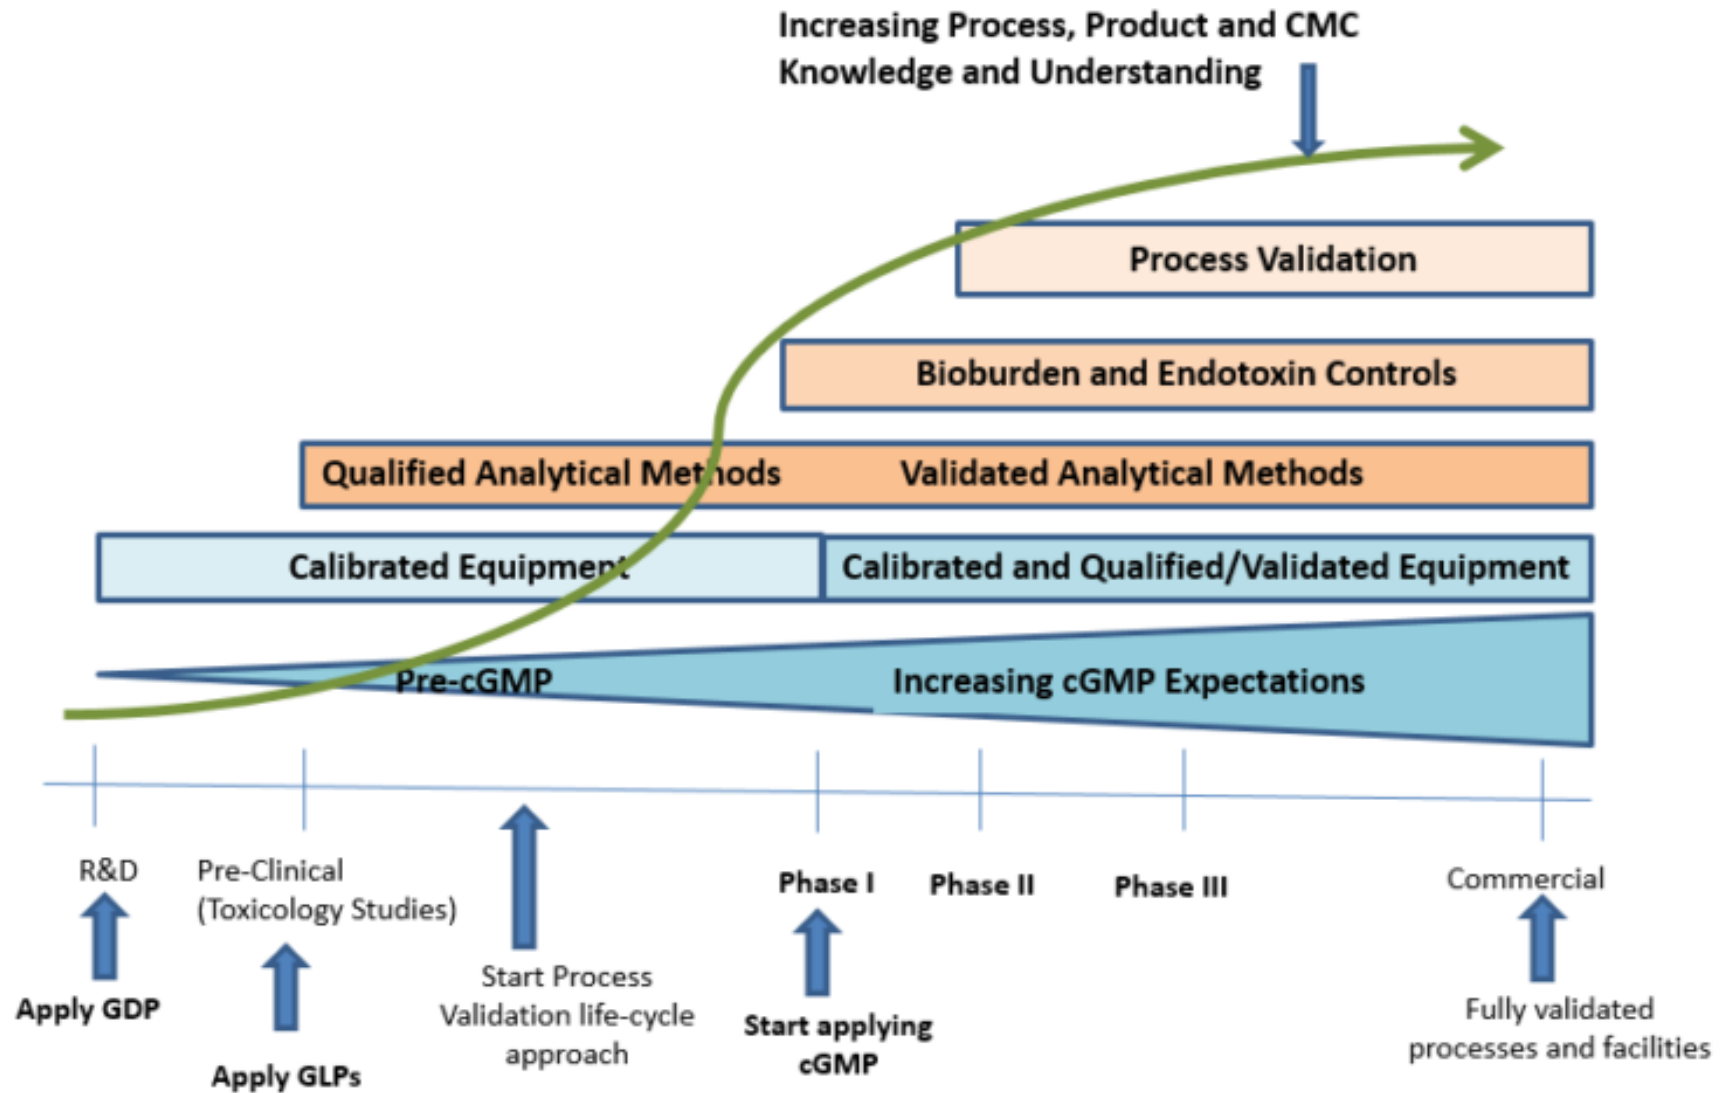 Increasing Process, Product and CMC
Knowledge and Understanding
Process Validation
Bioburden and Endotoxin Controls
Qualified Analytical Methods
Validated Analytical Methods
Calibrated Equipment
Calibrated and Qualified/Validated Equipment
Pre-cGMP
Increasing cGMP Expectations
R&D
Pre-Clinical
(Toxicology Studies)
Phase I
Phase II
Phase III
Commercial
Apply GDP
Apply GLPs
Start Process
Validation life-cycle
approach
Start applying
cGMP
Fully validated
processes and facilities